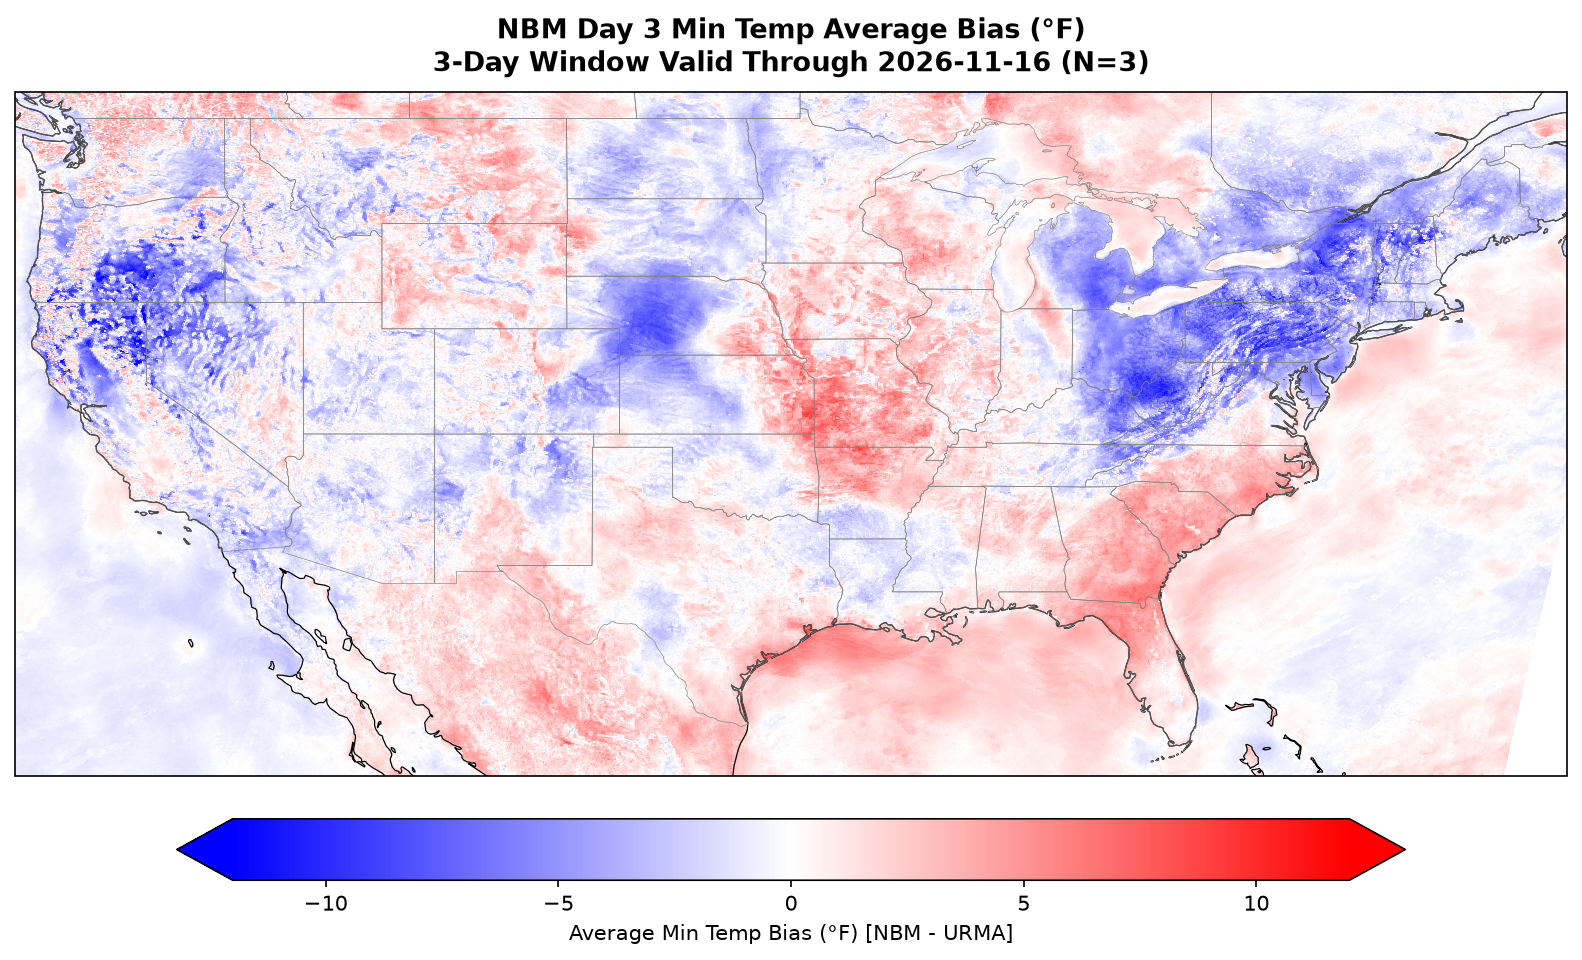 NBM Day 3 Min Temp Average Bias (°F)
3-Day Window Valid Through 2026-11-16 (N=3)
−10 −5 0 5 10
Average Min Temp Bias (°F) [NBM - URMA]